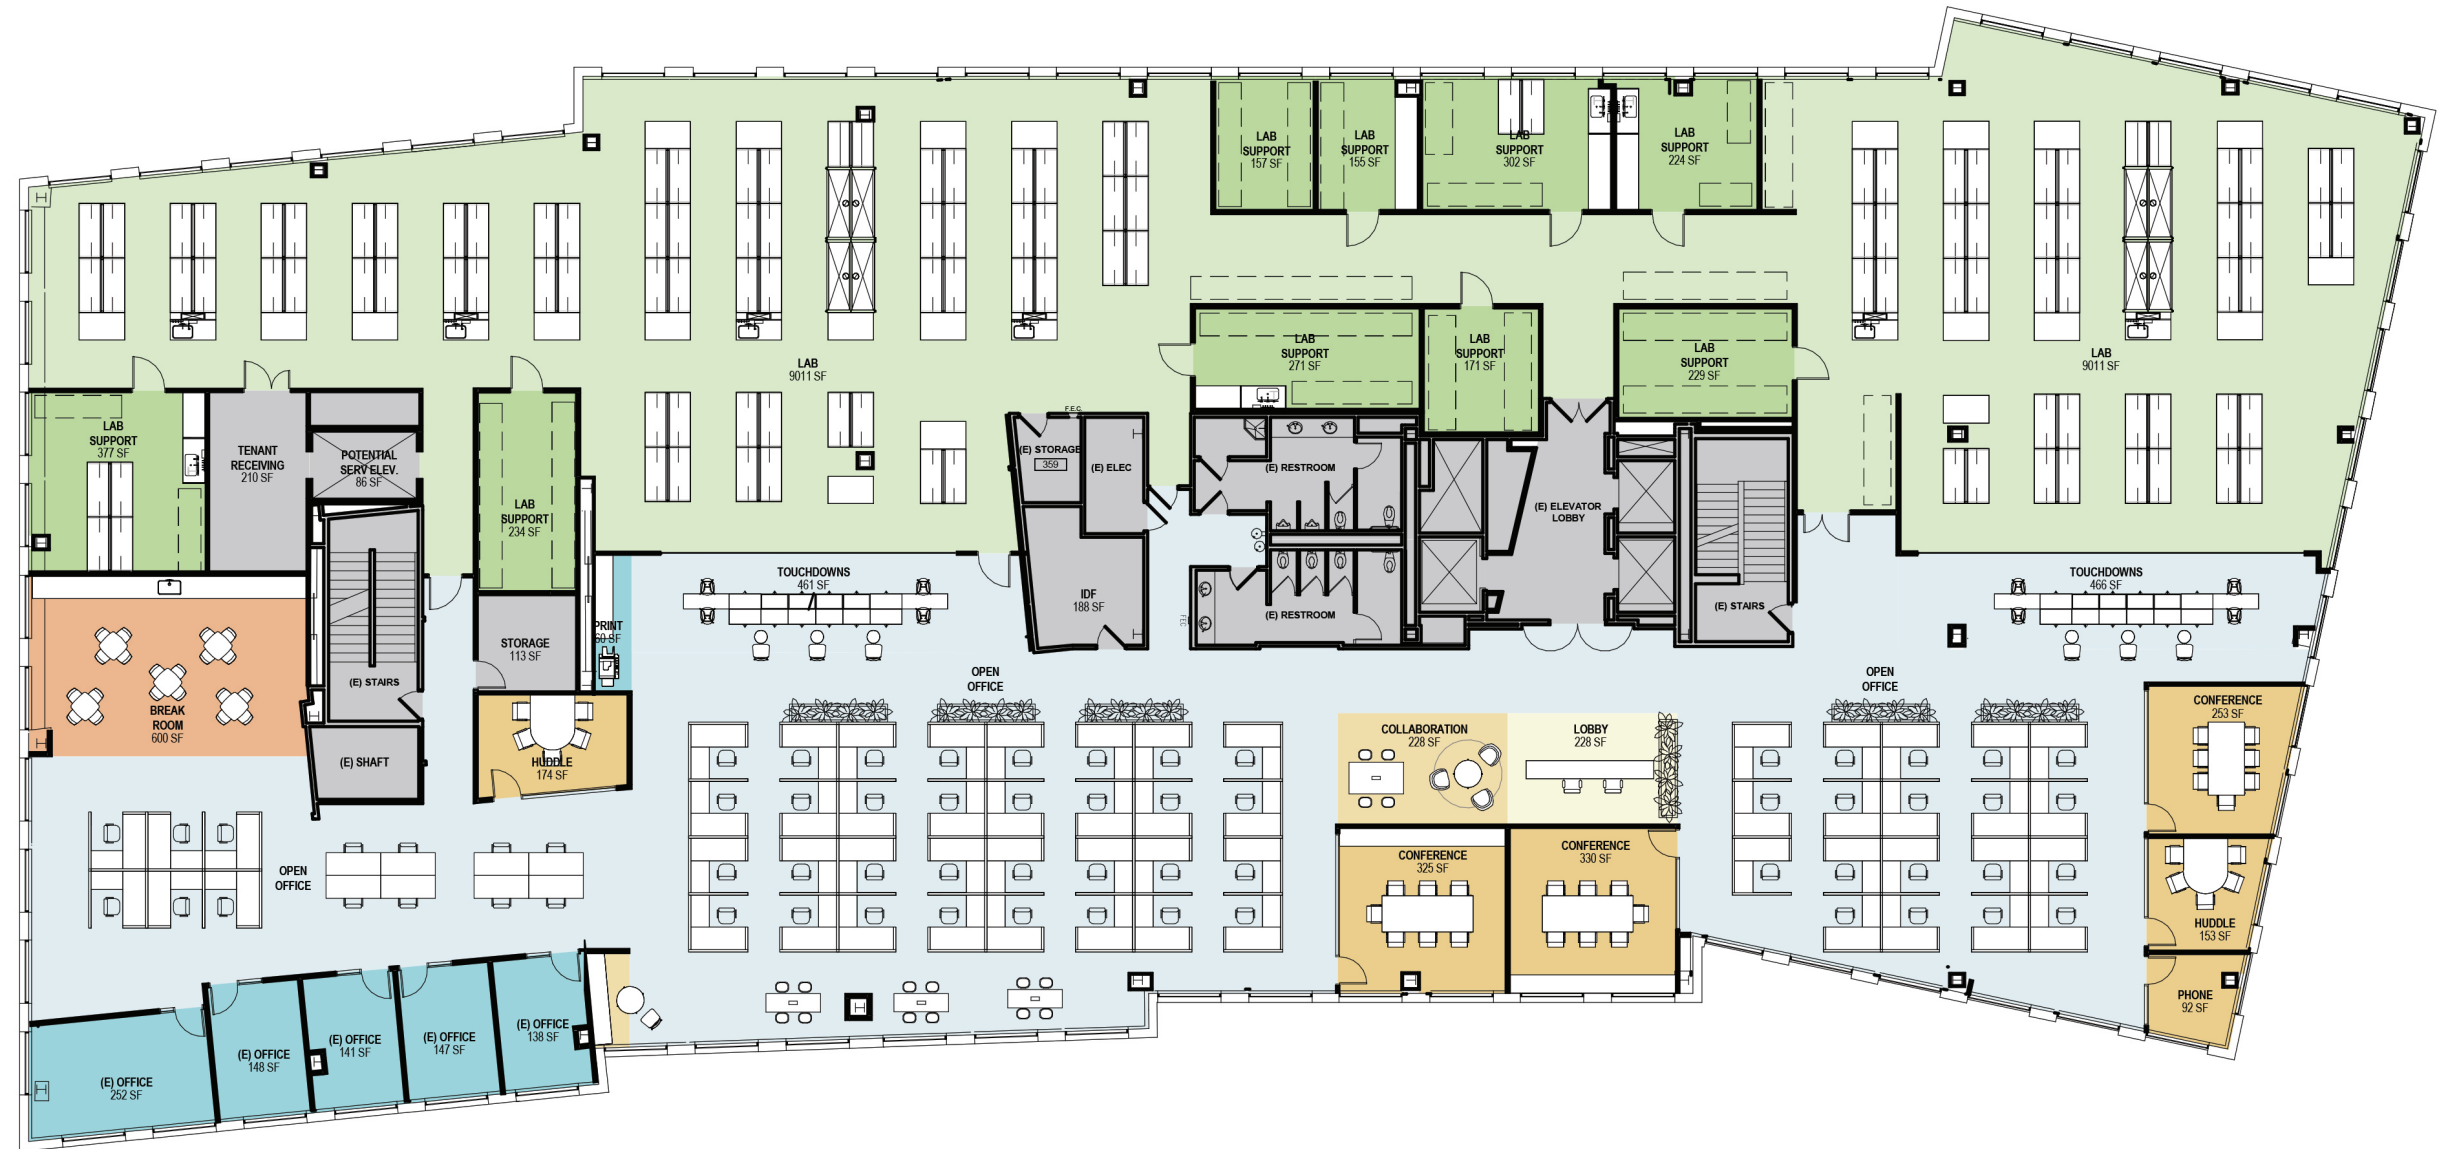 LAB
SUPPORT
157 SF
LAB
SUPPORT
155 SF
LAB
SUPPORT
302 SF
LAB
SUPPORT
224 SF
LAB
9011 SF
LAB
SUPPORT
271 SF
LAB
SUPPORT
171 SF
LAB
SUPPORT
229 SF
LAB
9011 SF
LAB
SUPPORT
377 SF
TENANT
RECEIVING
210 SF
POTENTIAL
SERV ELEV.
86 SF
LAB
SUPPORT
234 SF
F.E.C.
(E) STORAGE
359
(E) ELEC
(E) RESTROOM
(E) ELEVATOR
LOBBY
IDF
188 SF
F.E.C.
(E) RESTROOM
(E) STAIRS
TOUCHDOWNS
461 SF
TOUCHDOWNS
466 SF
PRINT
60 SF
STORAGE
113 SF
(E) STAIRS
BREAK
ROOM
600 SF
(E) SHAFT
HUDDLE
174 SF
OPEN
OFFICE
OPEN
OFFICE
COLLABORATION
228 SF
LOBBY
228 SF
CONFERENCE
253 SF
CONFERENCE
325 SF
CONFERENCE
330 SF
OPEN
OFFICE
HUDDLE
153 SF
PHONE
92 SF
(E) OFFICE
252 SF
(E) OFFICE
148 SF
(E) OFFICE
141 SF
(E) OFFICE
147 SF
(E) OFFICE
138 SF